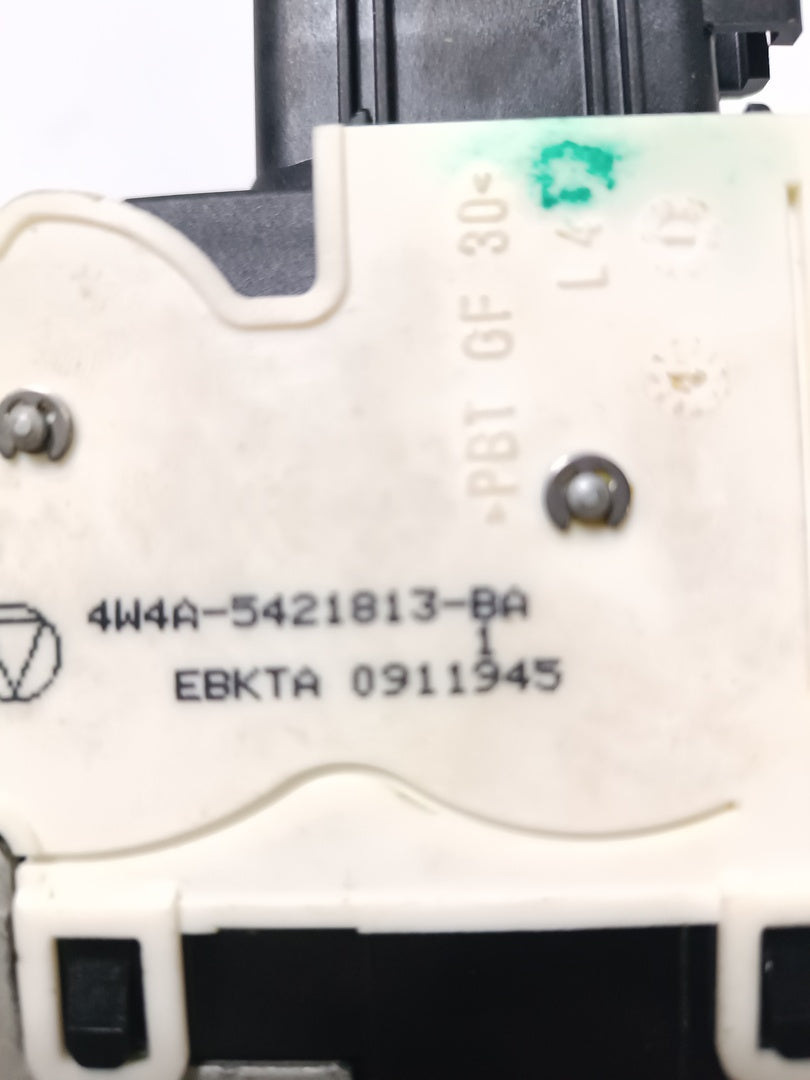 >PBT GF 30<
L 4
4W4A-5421813-BA
1
EBKTA 0911945